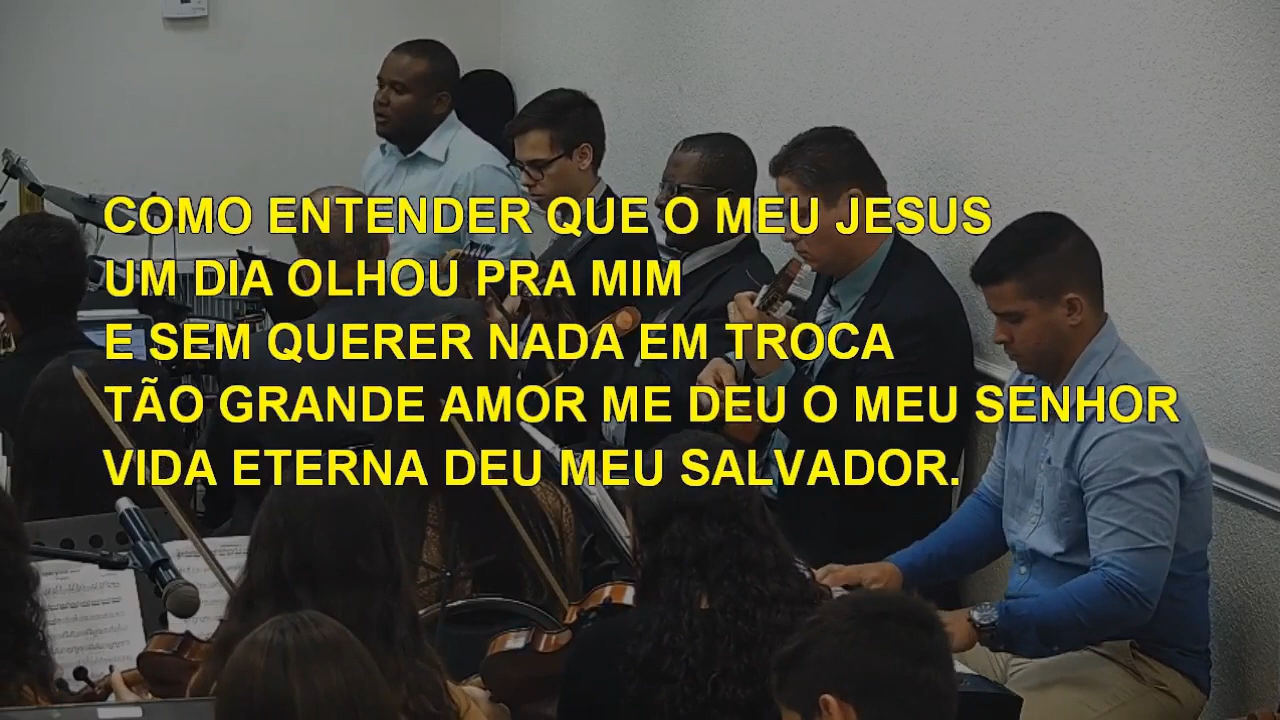 COMO ENTENDER QUE O MEU JESUS
UM DIA OLHOU PRA MIM
E SEM QUERER NADA EM TROCA
TÃO GRANDE AMOR ME DEU O MEU SENHOR
VIDA ETERNA DEU MEU SALVADOR.